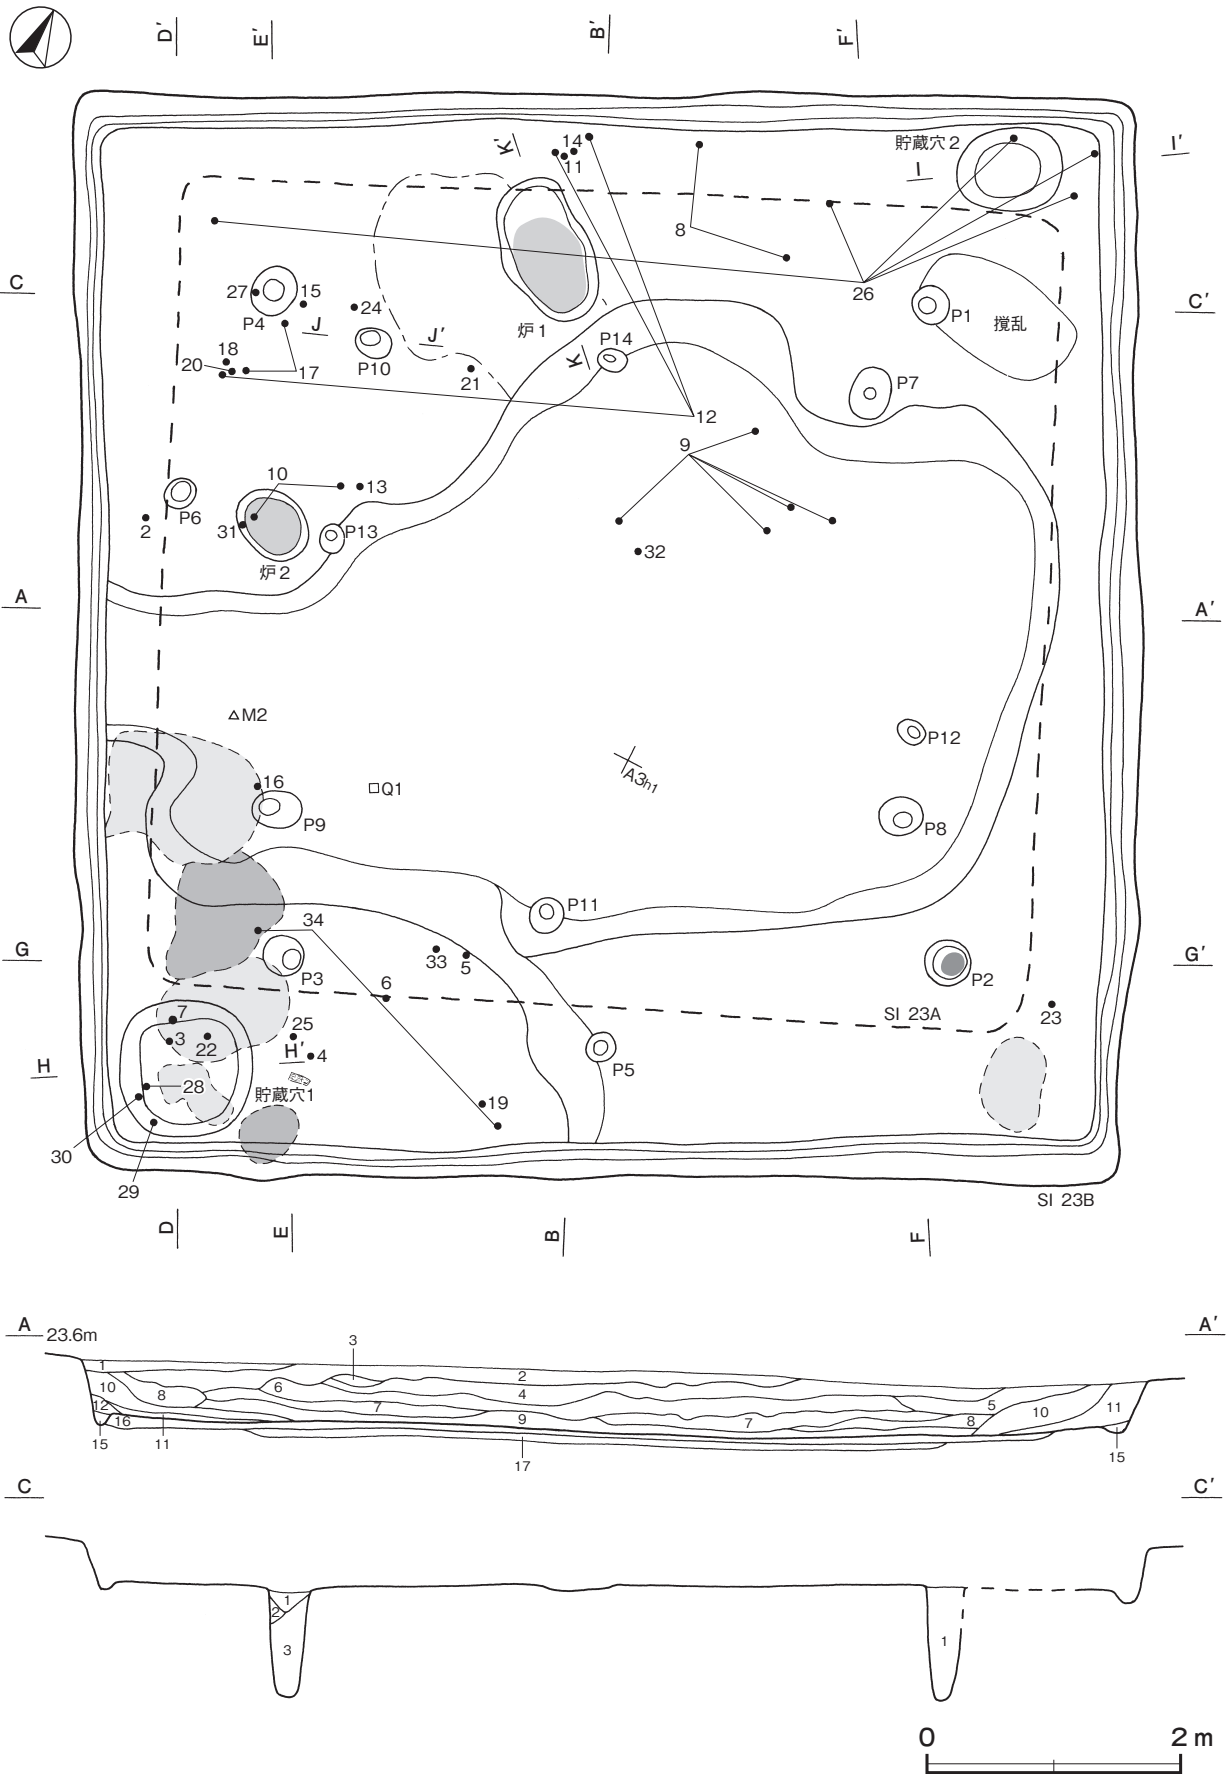 D′ E′ B′ F′
K′ 14 貯蔵穴2 I′
11 I
8
C 27 15 24 26 C′
P4 J J′ 炉1 P1 攪乱
18 P10 K P14
20 17 21 P7
12
9
10 13
2 P6 31 P13 32
炉2
A A′
M2 P12
A3h1
16 Q1
P9 P8
P11
34
G 33 5 G′
P3 P2
6 SI 23A 23
7 25
3 22 H′ 4 P5
H 28 貯蔵穴1
19
30
29 SI 23B
D E B F
A 23.6m A′
3
1 2
10 8 6 4
7 5 11
12 9 7 8 10
16
15 11 17 15
C C′
1
2
3 1
0 2 m